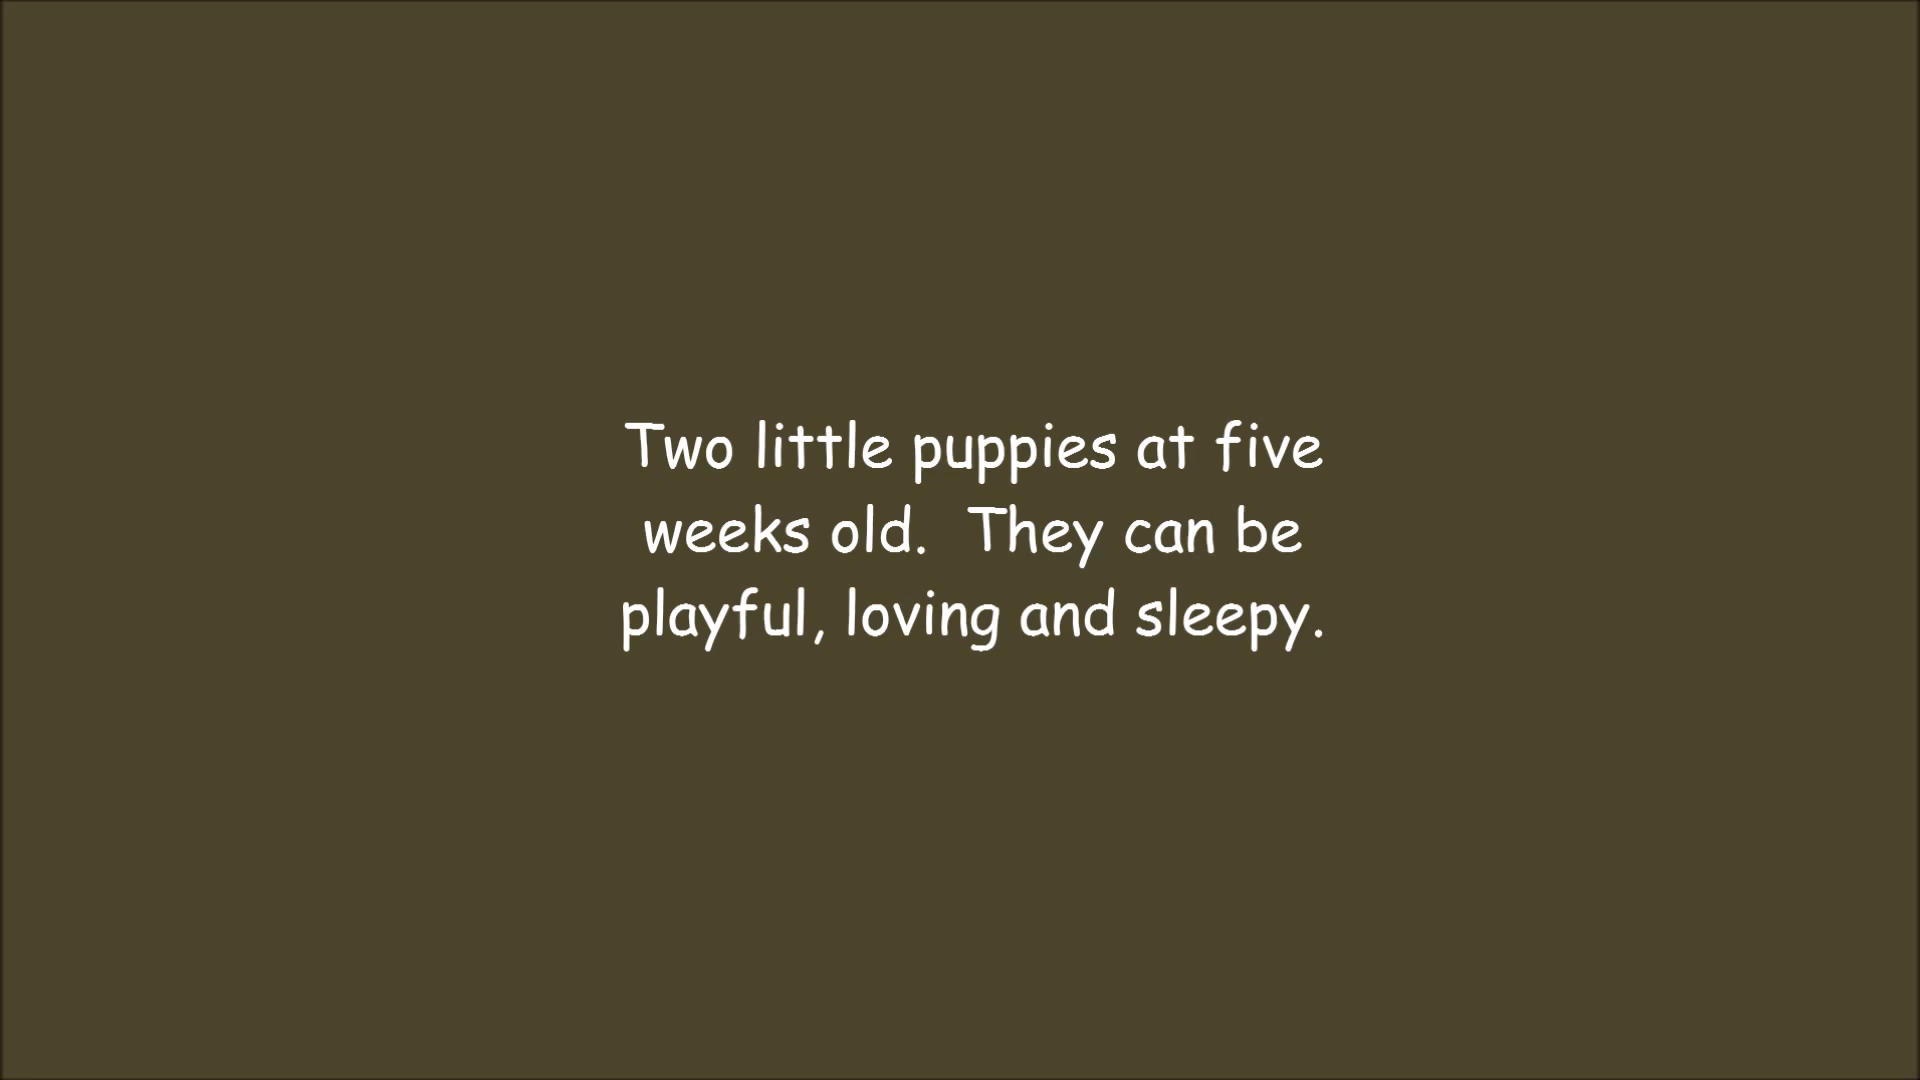 Two little puppies at five
weeks old.  They can be
playful, loving and sleepy.